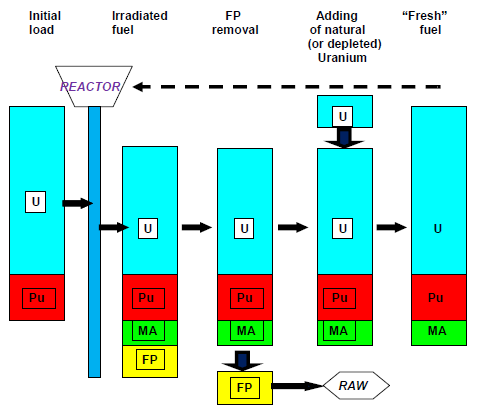 Initial
load
Irradiated
fuel
FP
removal
Adding
of natural
(or depleted)
Uranium
“Fresh”
fuel
REACTOR
U
U
U
U
U
U
Pu
Pu
Pu
Pu
Pu
MA
MA
MA
MA
FP
FP
RAW